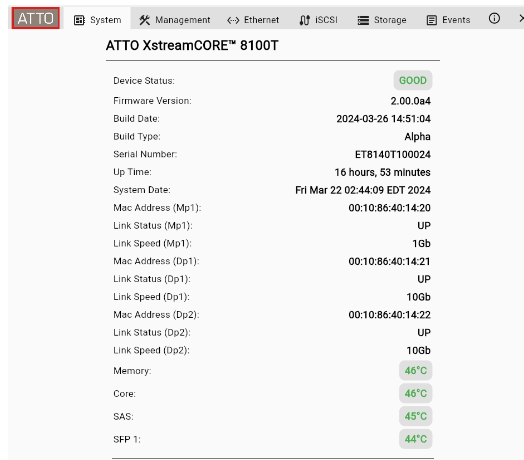 ATTO System Management Ethernet iSCSI Storage Events
ATTO XstreamCORE™ 8100T
Device Status: GOOD
Firmware Version: 2.00.0a4
Build Date: 2024-03-26 14:51:04
Build Type: Alpha
Serial Number: ET8140T100024
Up Time: 16 hours, 53 minutes
System Date: Fri Mar 22 02:44:09 EDT 2024
Mac Address (Mp1): 00:10:86:40:14:20
Link Status (Mp1): UP
Link Speed (Mp1): 1Gb
Mac Address (Dp1): 00:10:86:40:14:21
Link Status (Dp1): UP
Link Speed (Dp1): 10Gb
Mac Address (Dp2): 00:10:86:40:14:22
Link Status (Dp2): UP
Link Speed (Dp2): 10Gb
Memory: 46°C
Core: 46°C
SAS: 45°C
SFP 1: 44°C